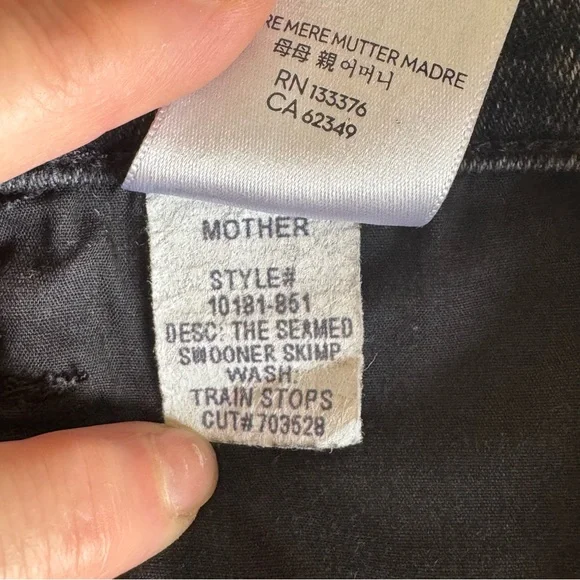 MERE MUTTER MADRE
母母 親 어머니
RN 133376
CA 62349
MOTHER
STYLE#
10181-851
DESC: THE SEAMED
SWOONER SKIMP
WASH:
TRAIN STOPS
CUT# 703528